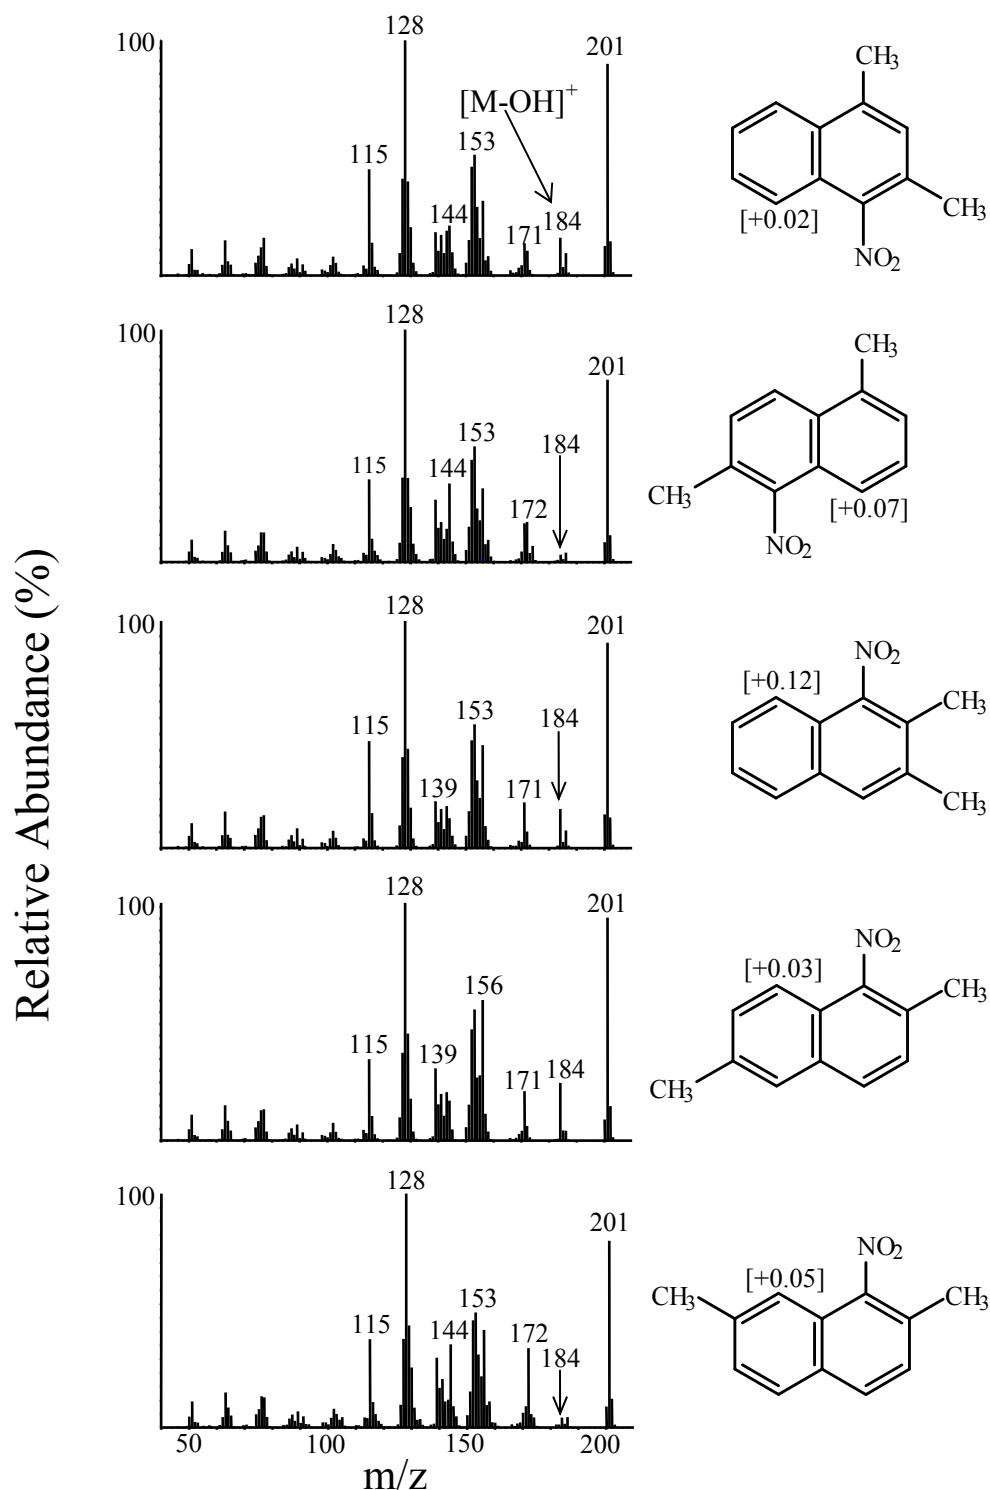 Relative Abundance (%)
100
128
201
[M-OH]+
153
115
144
171
184
CH3
CH3
[+0.02]
NO2
100
128
201
153
184
115
144
172
CH3
CH3
[+0.07]
NO2
100
128
201
153
184
115
139
171
NO2
[+0.12]
CH3
CH3
100
128
201
156
115
139
171
184
NO2
[+0.03]
CH3
CH3
100
128
201
153
115
144
172
184
NO2
[+0.05]
CH3
CH3
50
100
150
200
m/z